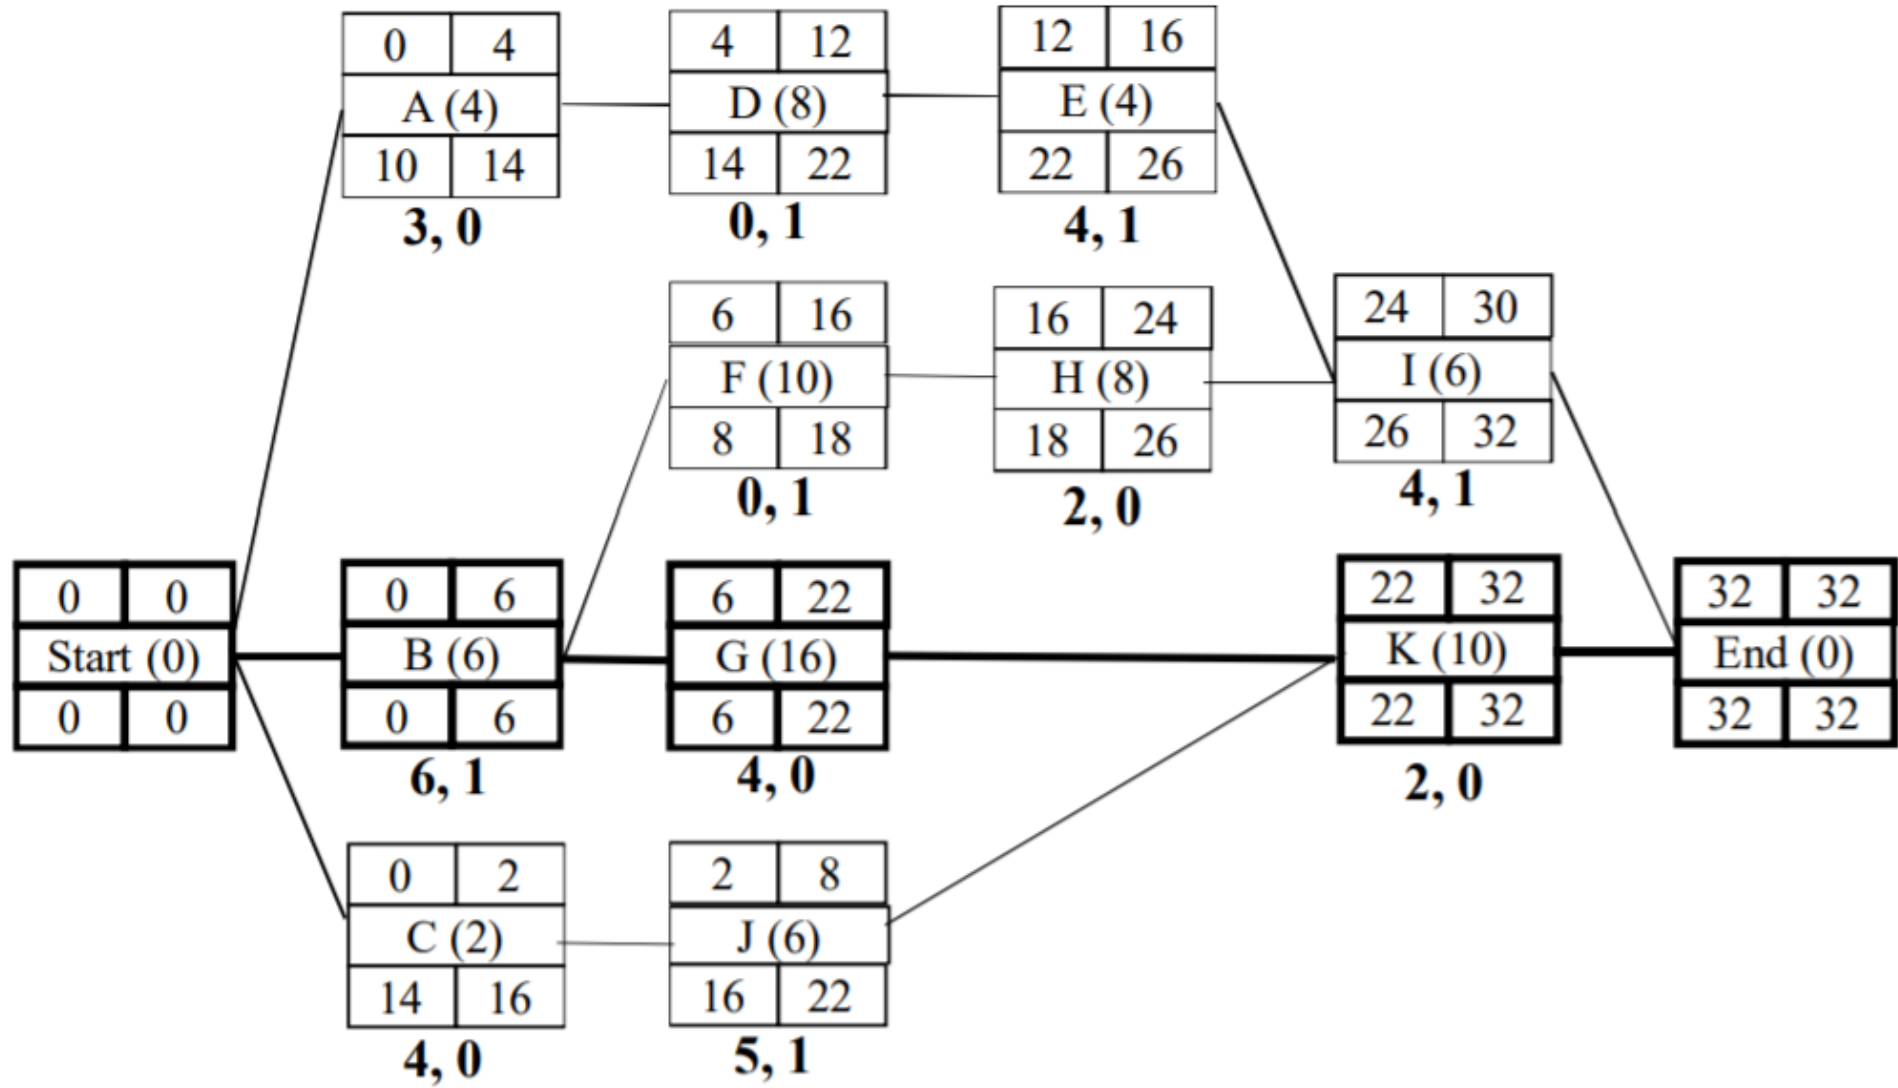 0 4
A (4)
10 14
3, 0
4 12
D (8)
14 22
0, 1
12 16
E (4)
22 26
4, 1
6 16
F (10)
8 18
0, 1
16 24
H (8)
18 26
2, 0
24 30
I (6)
26 32
4, 1
0 0
Start (0)
0 0
0 6
B (6)
0 6
6, 1
6 22
G (16)
6 22
4, 0
22 32
K (10)
22 32
2, 0
32 32
End (0)
32 32
0 2
C (2)
14 16
4, 0
2 8
J (6)
16 22
5, 1